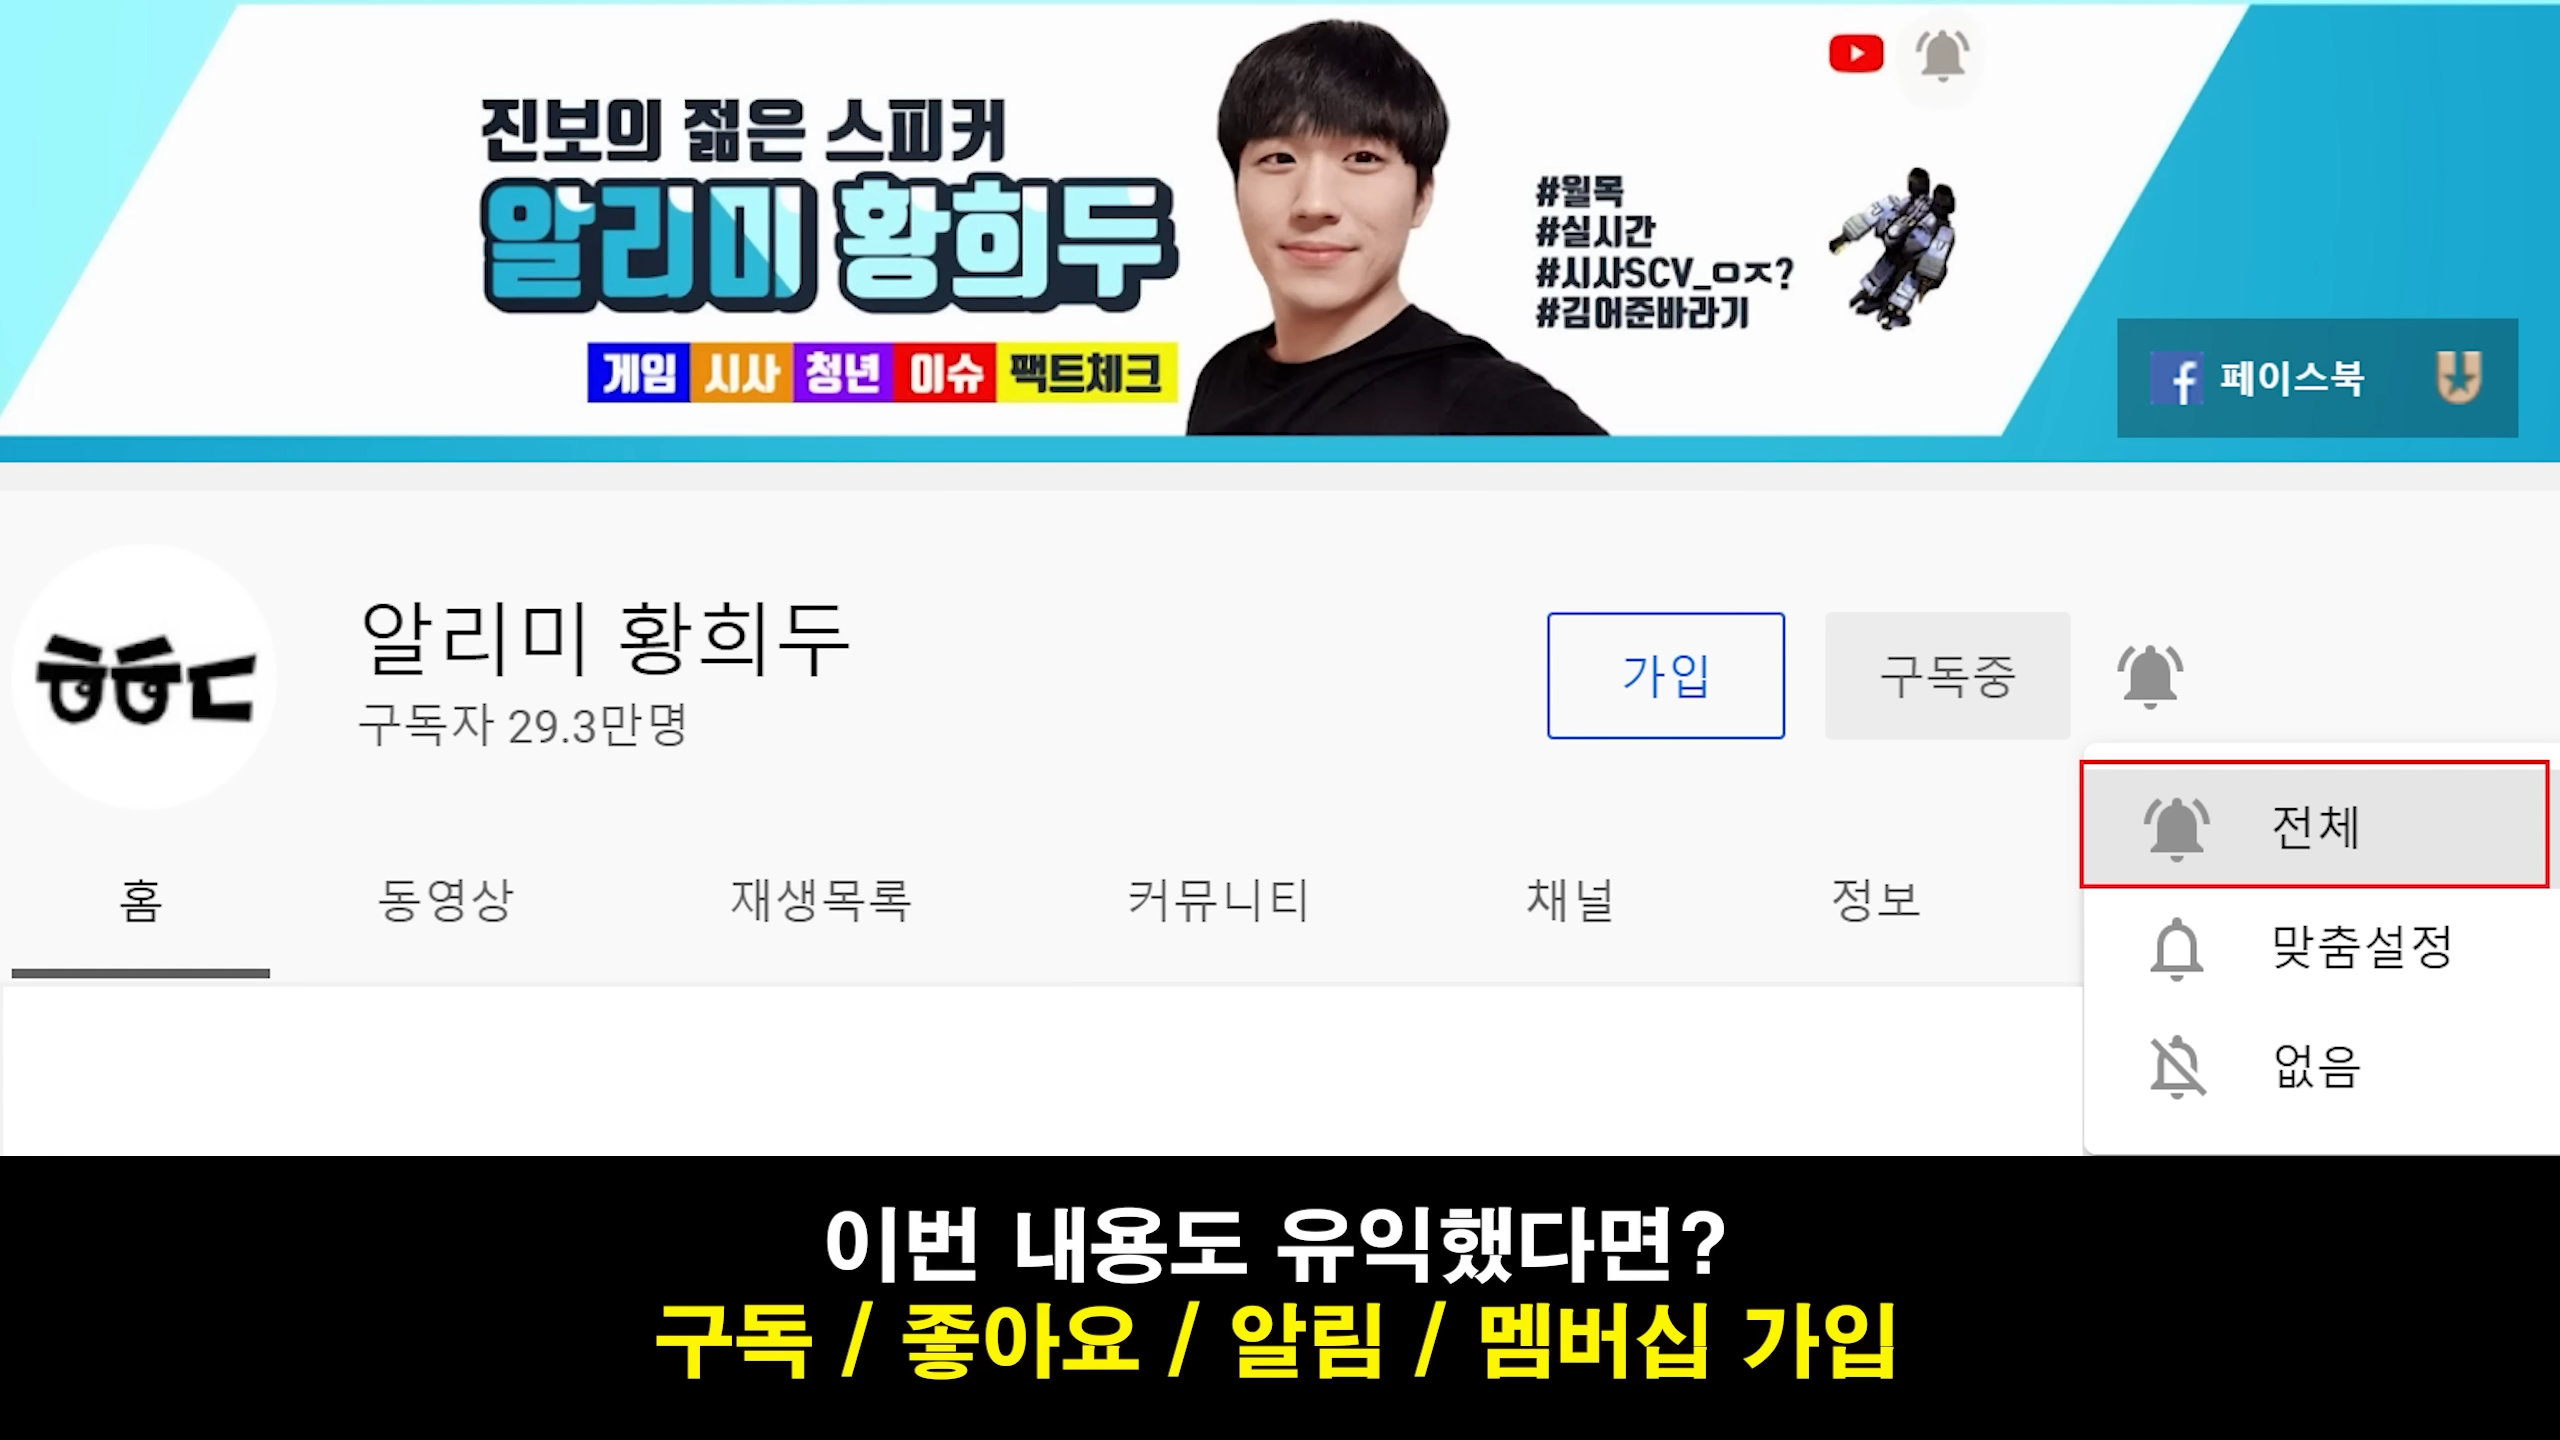 진보의 젊은 스피커
알리미 황희두
게임 시사 청년 이슈 팩트체크
#월목
#실시간
#시사SCV_ㅁㅈ?
#김어준바라기
f 페이스북
ㅎㅎㄷ
알리미 황희두
구독자 29.3만명
가입
구독중
홈
동영상
재생목록
커뮤니티
채널
정보
전체
맞춤설정
없음
이번 내용도 유익했다면?
구독 / 좋아요 / 알림 / 멤버십 가입